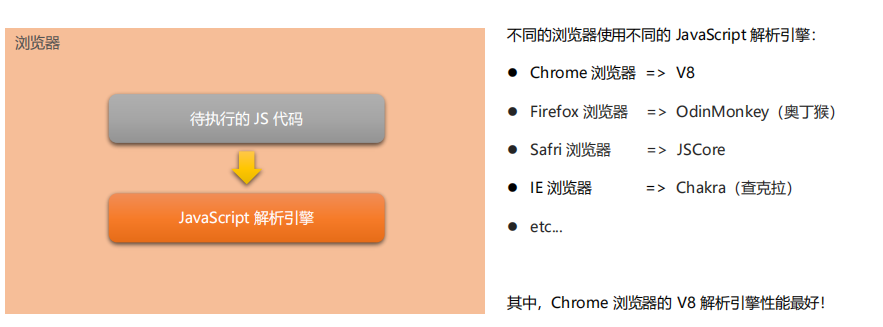 浏览器
待执行的 JS 代码
JavaScript 解析引擎
不同的浏览器使用不同的 JavaScript 解析引擎：
● Chrome 浏览器 => V8
● Firefox 浏览器 => OdinMonkey（奥丁猴）
● Safri 浏览器 => JSCore
● IE 浏览器 => Chakra（查克拉）
● etc...
其中，Chrome 浏览器的 V8 解析引擎性能最好！